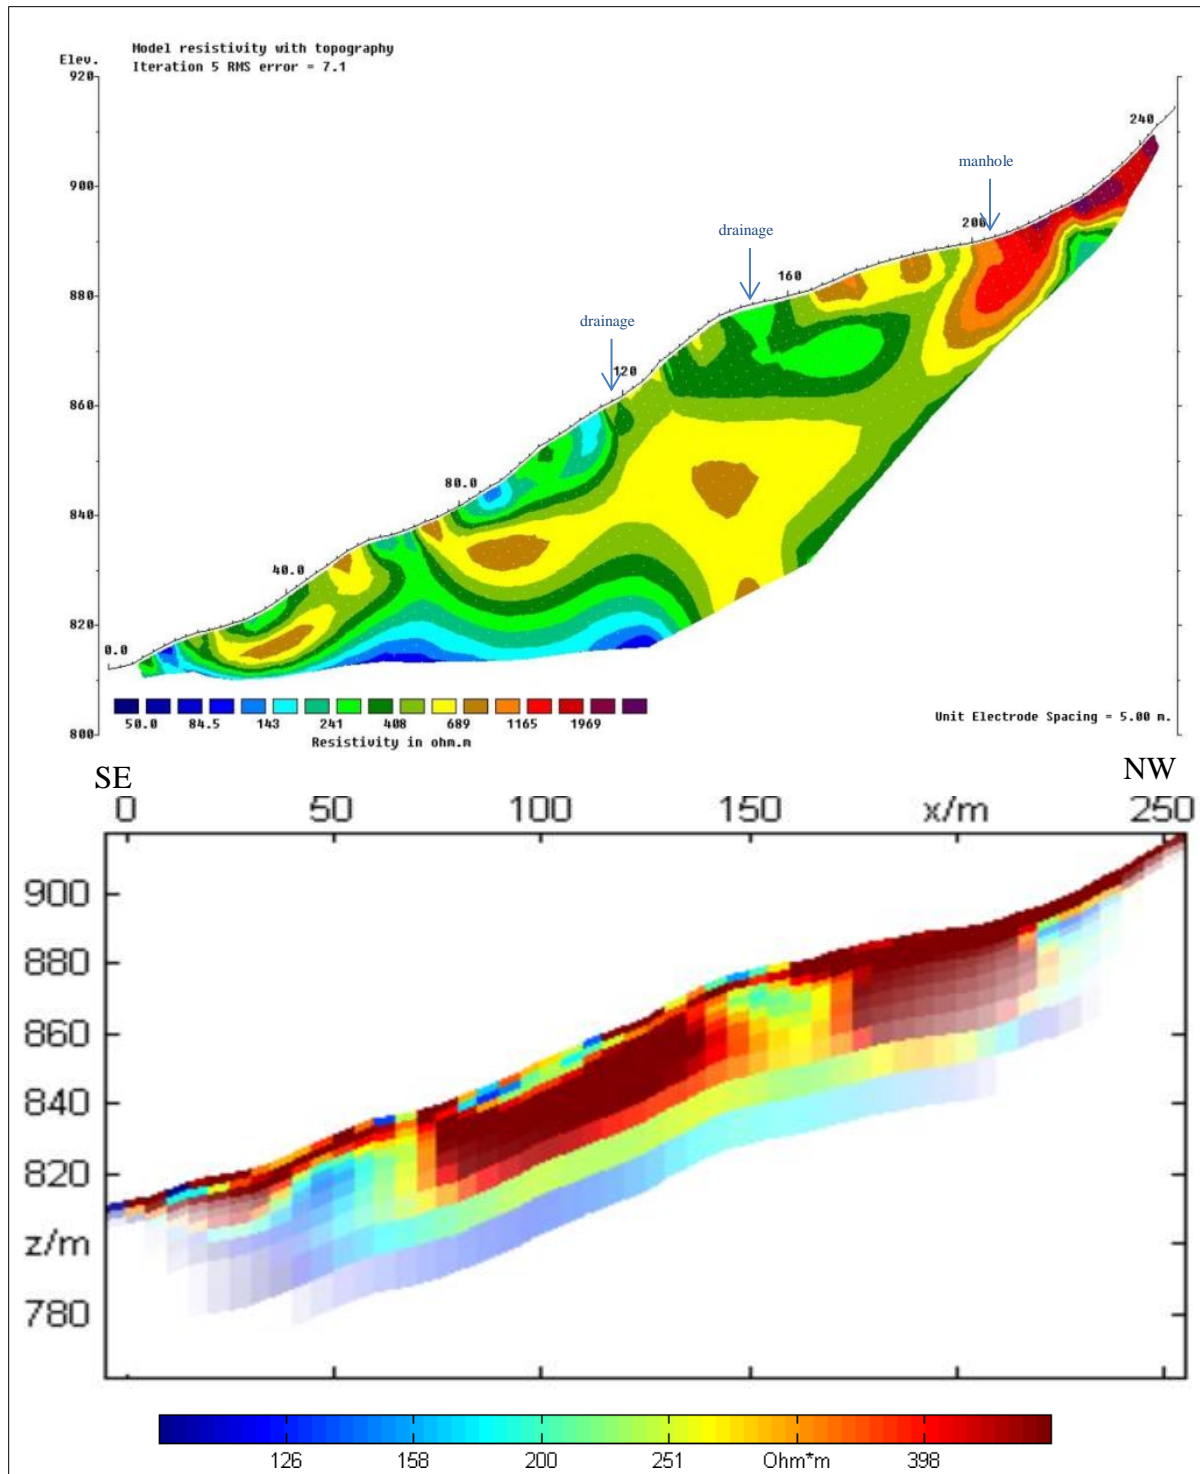 Model resistivity with topography
Elev. Iteration 5 RMS error = 7.1
920
240
manhole
900
200
drainage
880
160
drainage
120
860
80.0
840
40.0
820
0.0
50.0 84.5 143 241 408 689 1165 1969
Unit Electrode Spacing = 5.00 m.
800
Resistivity in ohm.m
SE NW
0 50 100 150 x/m 250
900
880
860
840
820
z/m
780
126 158 200 251 Ohm*m 398